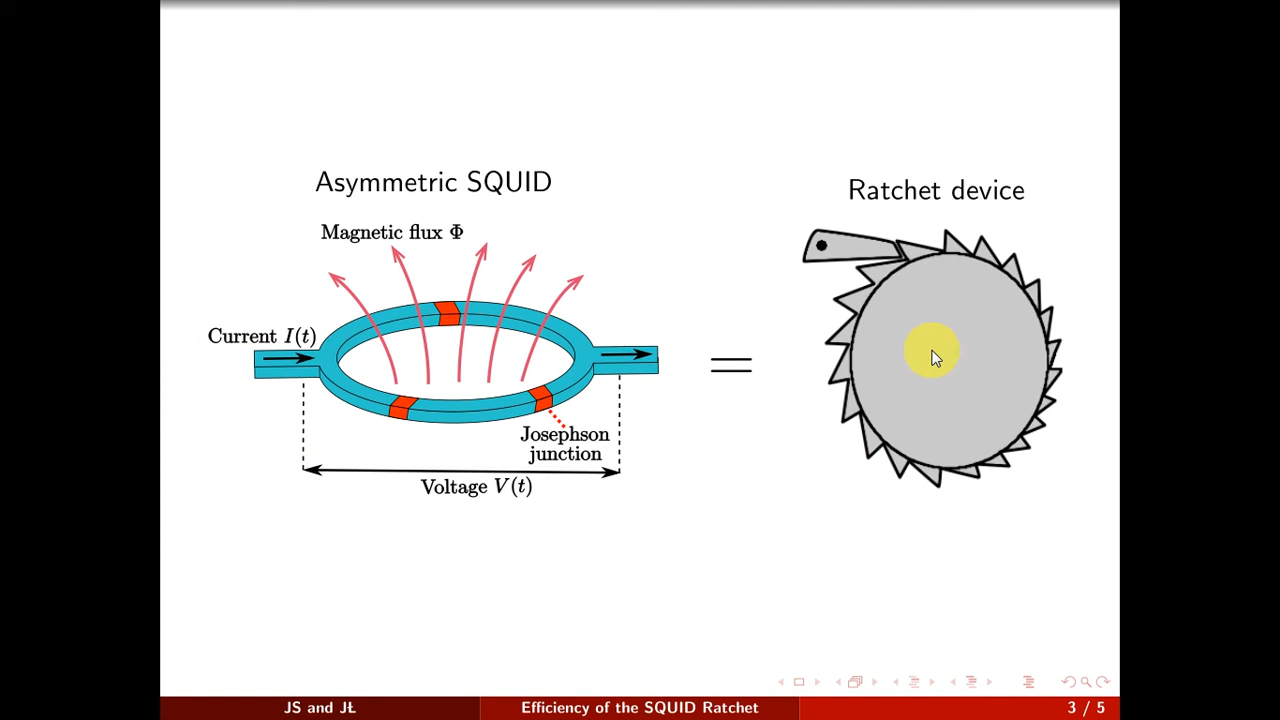 Asymmetric SQUID
Magnetic flux Φ
Current I(t)
Josephson
junction
Voltage V(t)
=
Ratchet device
JS and JŁ
Efficiency of the SQUID Ratchet
3 / 5